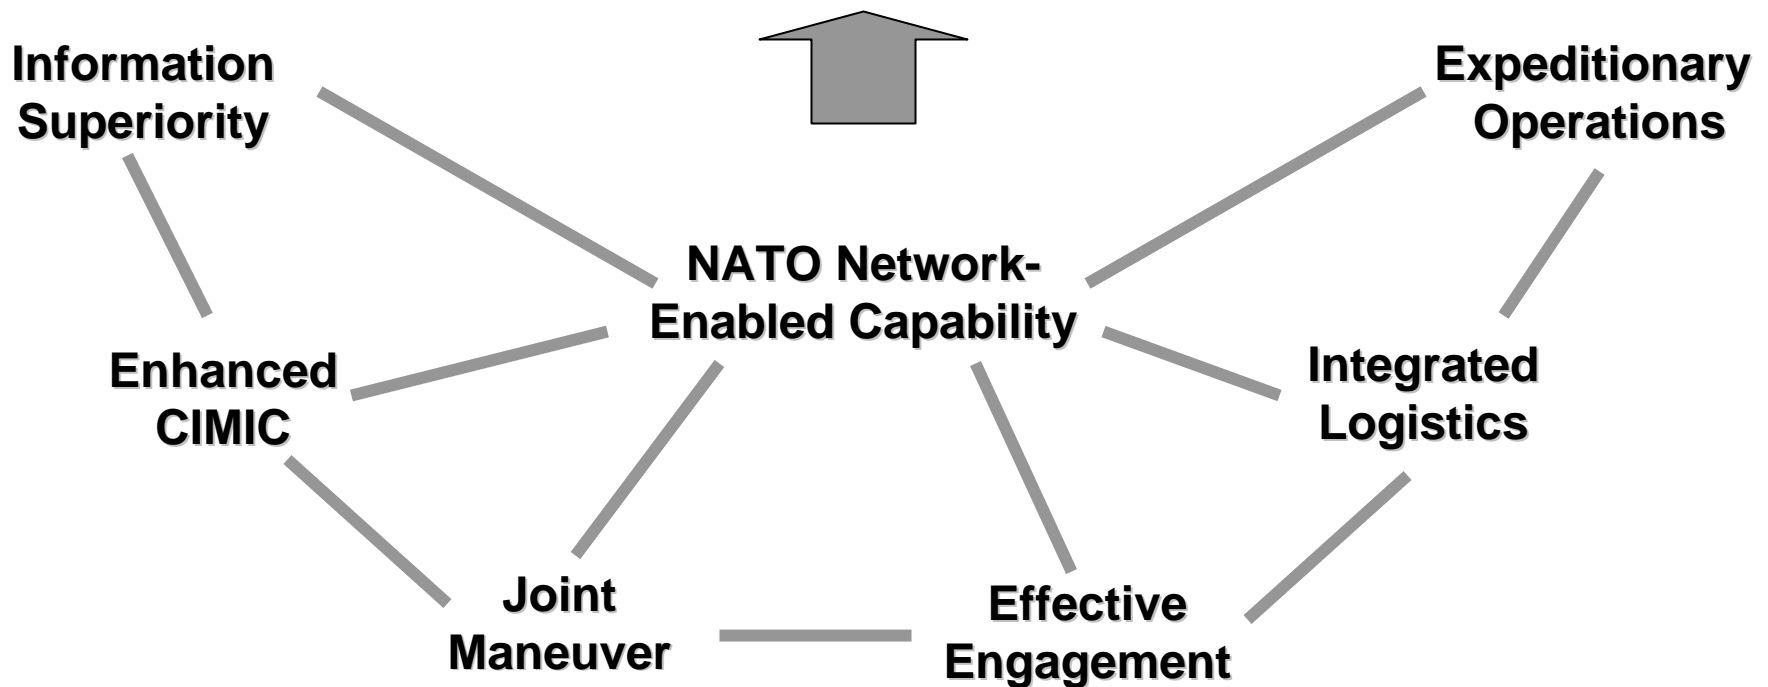 Information
Superiority
Expeditionary
Operations
NATO Network-
Enabled Capability
Enhanced
CIMIC
Integrated
Logistics
Joint
Maneuver
Effective
Engagement